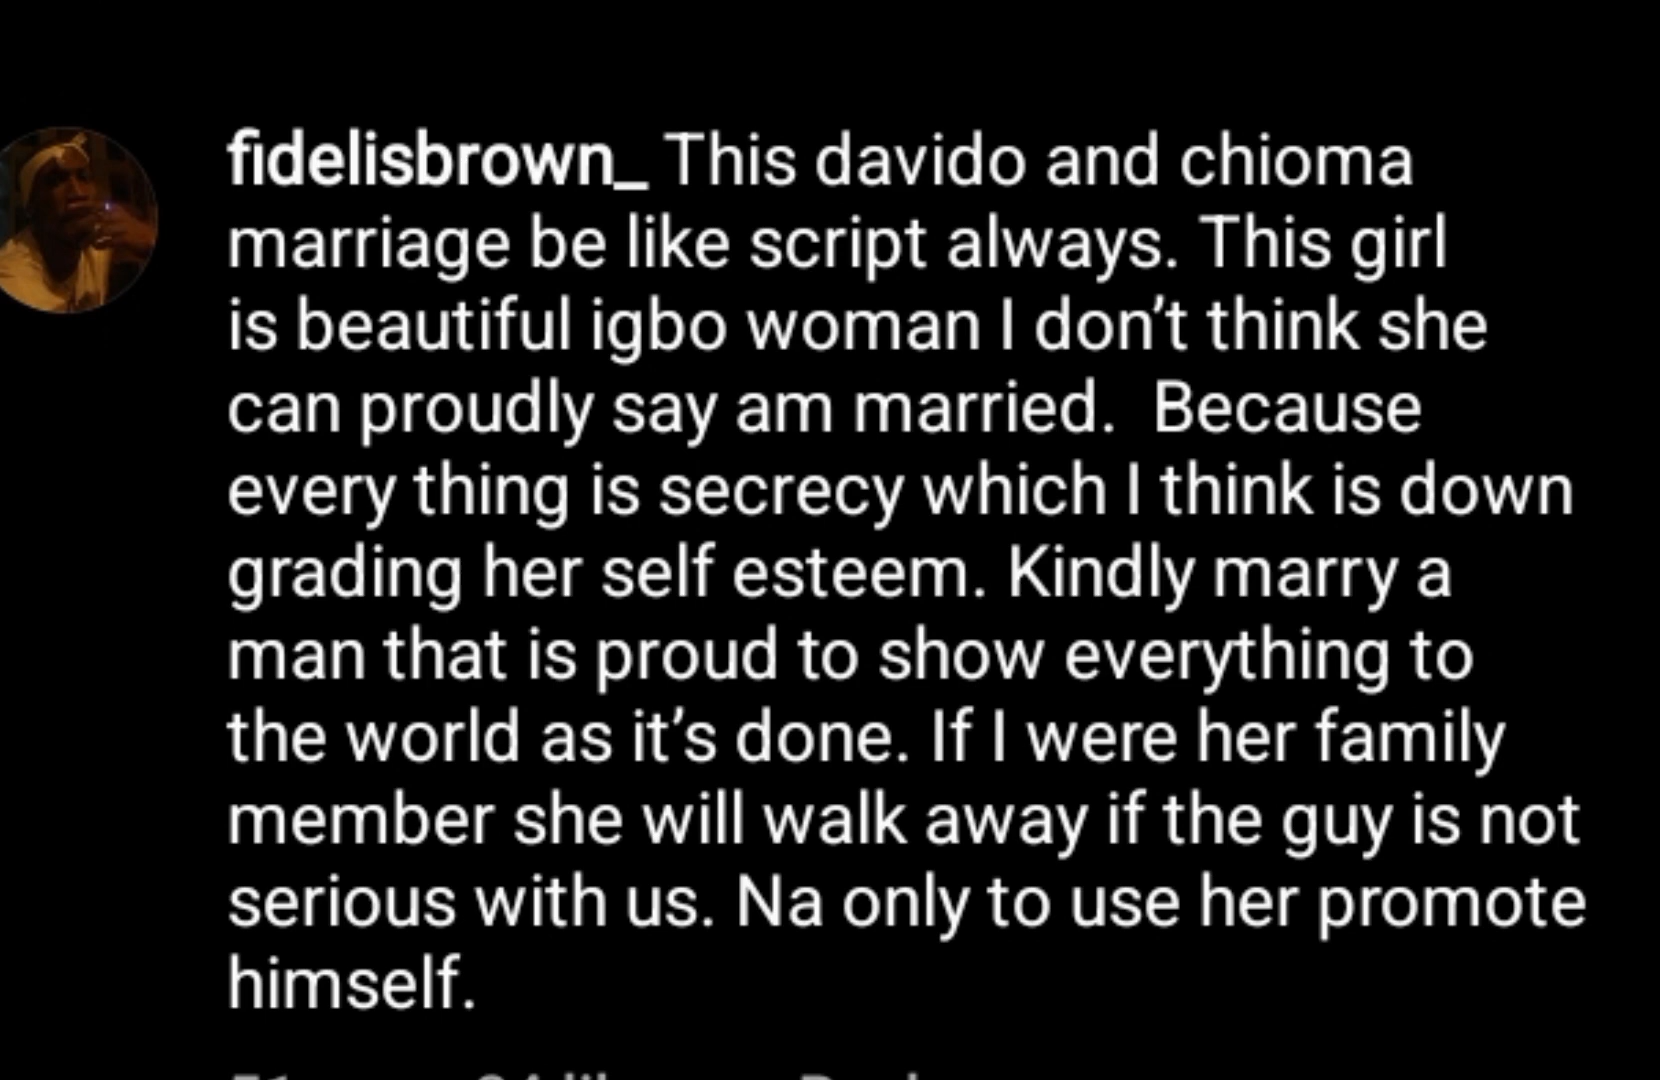 fidelisbrown_ This davido and chioma
marriage be like script always. This girl
is beautiful igbo woman I don’t think she
can proudly say am married.  Because
every thing is secrecy which I think is down
grading her self esteem. Kindly marry a
man that is proud to show everything to
the world as it’s done. If I were her family
member she will walk away if the guy is not
serious with us. Na only to use her promote
himself.